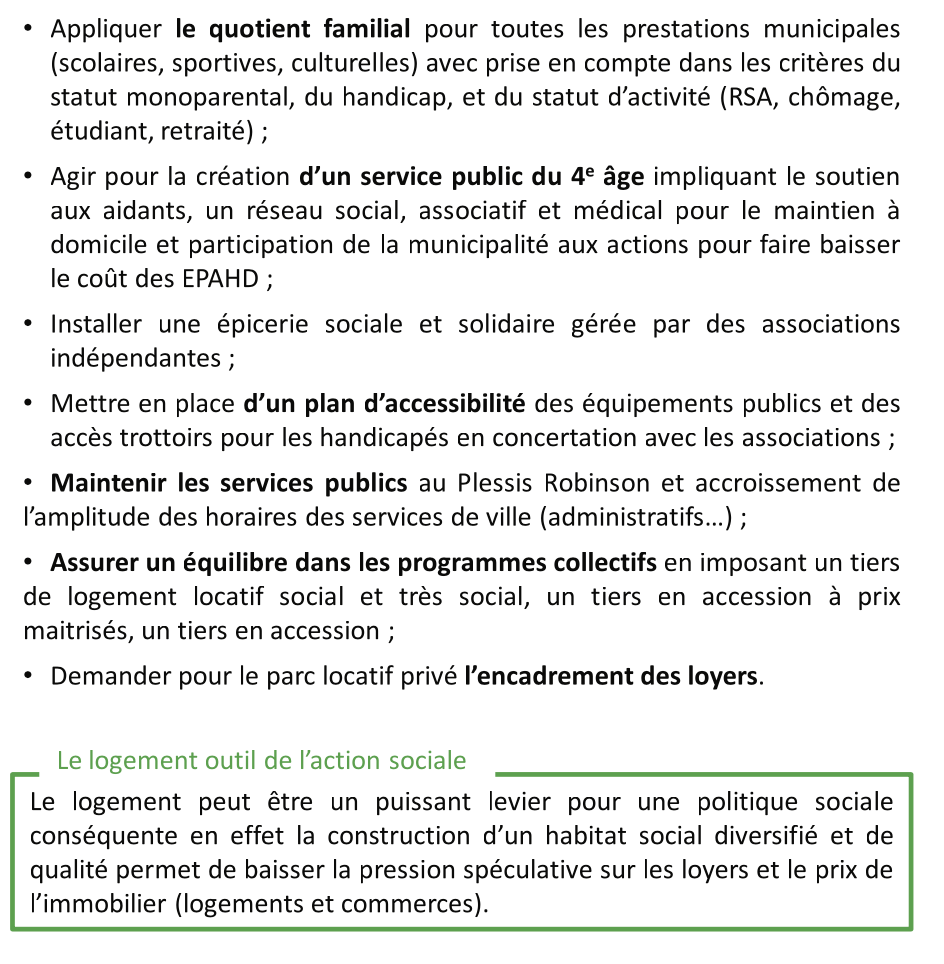 • Appliquer le quotient familial pour toutes les prestations municipales
(scolaires, sportives, culturelles) avec prise en compte dans les critères du
statut monoparental, du handicap, et du statut d’activité (RSA, chômage,
étudiant, retraité) ;
• Agir pour la création d’un service public du 4e âge impliquant le soutien
aux aidants, un réseau social, associatif et médical pour le maintien à
domicile et participation de la municipalité aux actions pour faire baisser
le coût des EPAHD ;
• Installer une épicerie sociale et solidaire gérée par des associations
indépendantes ;
• Mettre en place d’un plan d’accessibilité des équipements publics et des
accès trottoirs pour les handicapés en concertation avec les associations ;
• Maintenir les services publics au Plessis Robinson et accroissement de
l’amplitude des horaires des services de ville (administratifs…) ;
• Assurer un équilibre dans les programmes collectifs en imposant un tiers
de logement locatif social et très social, un tiers en accession à prix
maitrisés, un tiers en accession ;
• Demander pour le parc locatif privé l’encadrement des loyers.
Le logement outil de l’action sociale
Le logement peut être un puissant levier pour une politique sociale
conséquente en effet la construction d’un habitat social diversifié et de
qualité permet de baisser la pression spéculative sur les loyers et le prix de
l’immobilier (logements et commerces).